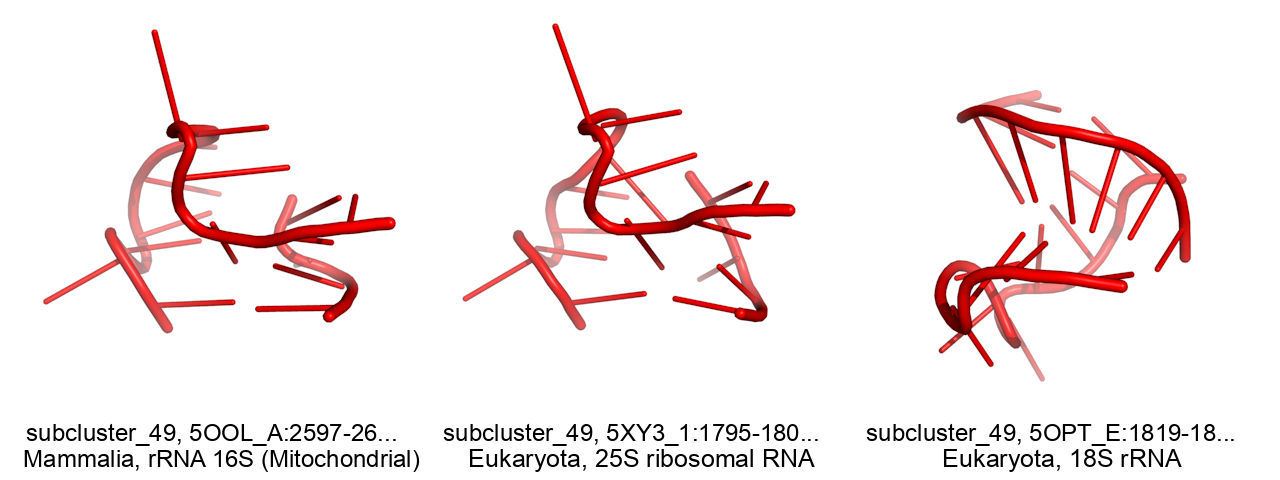 subcluster_49, 5OOL_A:2597-26...
Mammalia, rRNA 16S (Mitochondrial)
subcluster_49, 5XY3_1:1795-180...
Eukaryota, 25S ribosomal RNA
subcluster_49, 5OPT_E:1819-18...
Eukaryota, 18S rRNA